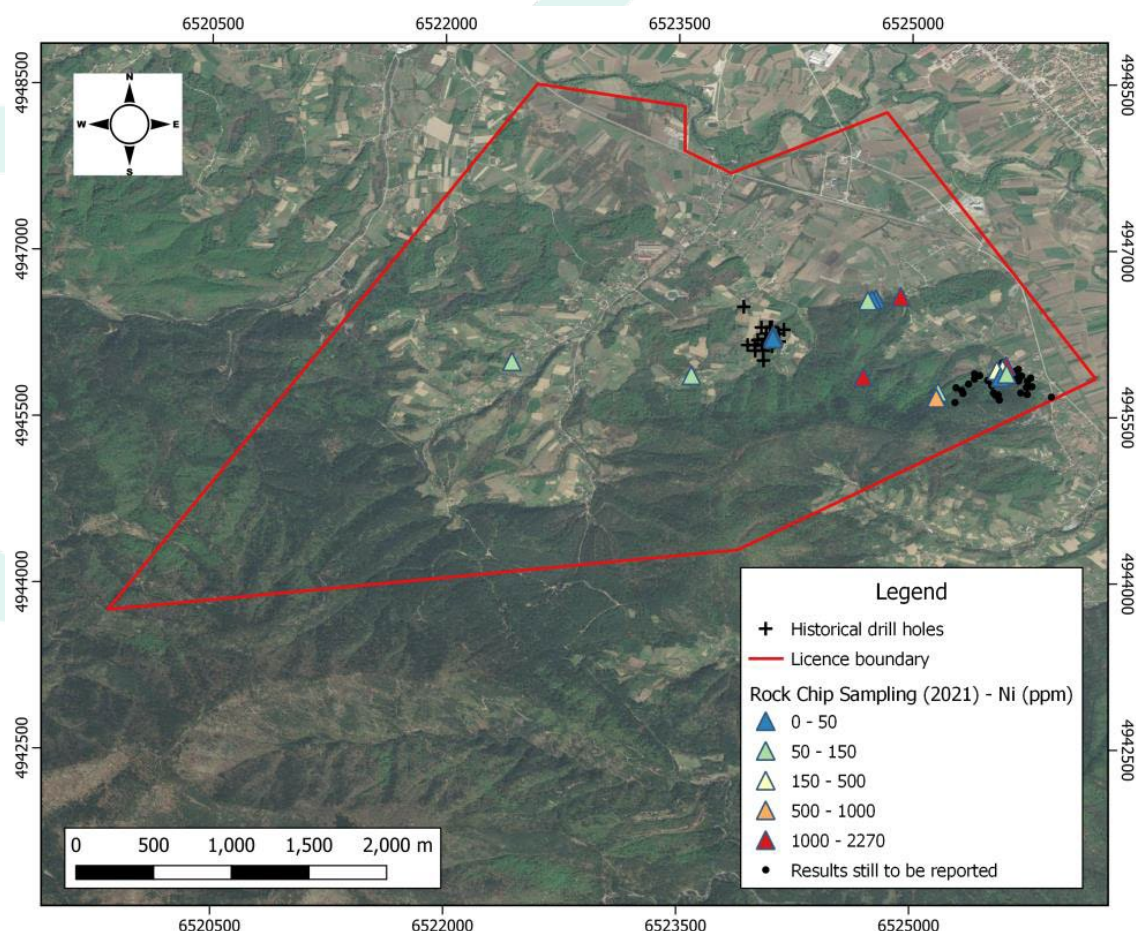 6520500 6522000 6523500 6525000
4948500 4948500
N
W E
S
4947000 4947000
4945500 4945500
4944000 4944000
4942500 4942500
Legend
Historical drill holes
Licence boundary
Rock Chip Sampling (2021) - Ni (ppm)
0 - 50
50 - 150
150 - 500
500 - 1000
1000 - 2270
Results still to be reported
0 500 1,000 1,500 2,000 m
6520500 6522000 6523500 6525000